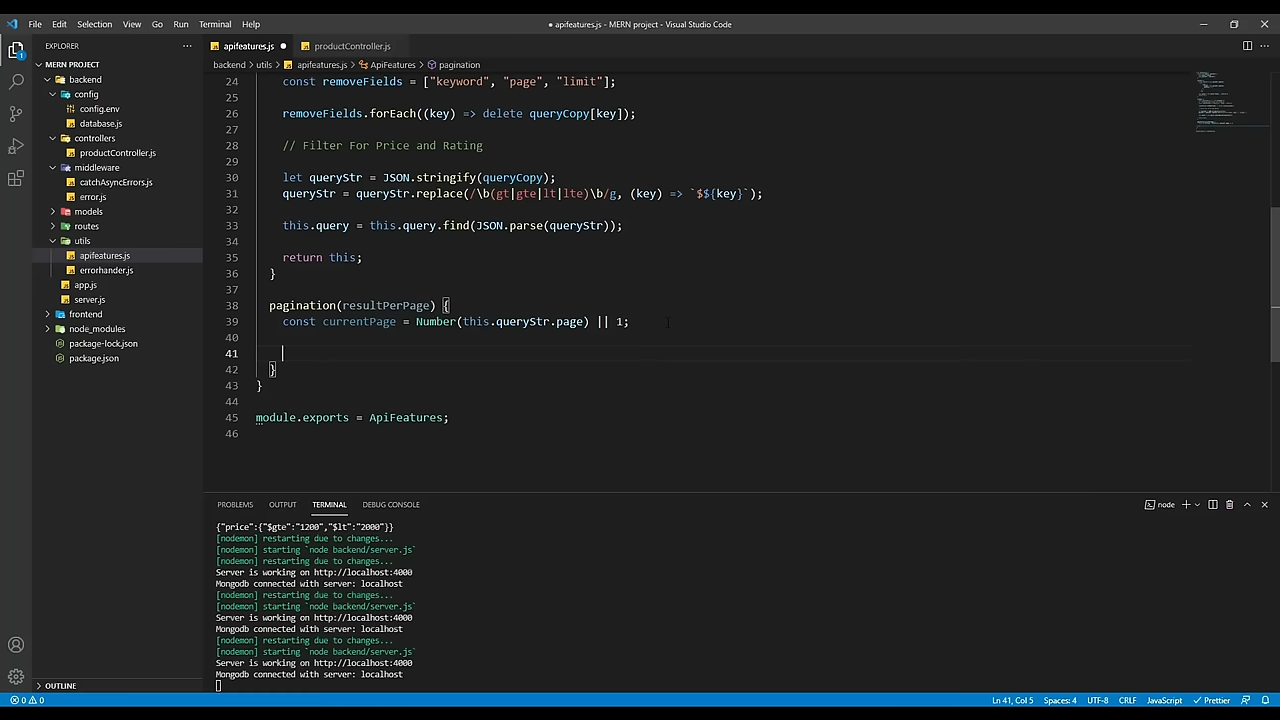 File Edit Selection View Go Run Terminal Help
● apifeatures.js - MERN project - Visual Studio Code
EXPLORER
MERN PROJECT
backend
config
config.env
database.js
controllers
productController.js
middleware
catchAsyncErrors.js
error.js
models
routes
utils
apifeatures.js
errorhander.js
app.js
server.js
frontend
node_modules
package-lock.json
package.json
OUTLINE
apifeatures.js ● productController.js
backend > utils > apifeatures.js > ApiFeatures > pagination
24 const removeFields = ["keyword", "page", "limit"];
25
26 removeFields.forEach((key) => delete queryCopy[key]);
27
28 // Filter For Price and Rating
29
30 let queryStr = JSON.stringify(queryCopy);
31 queryStr = queryStr.replace(/\b(gt|gte|lt|lte)\b/g, (key) => `$${key}`);
32
33 this.query = this.query.find(JSON.parse(queryStr));
34
35 return this;
36 }
37
38 pagination(resultPerPage) {
39 const currentPage = Number(this.queryStr.page) || 1;
40
41
42 }
43 }
44
45 module.exports = ApiFeatures;
46
PROBLEMS OUTPUT TERMINAL DEBUG CONSOLE
node
{"price":{"$gte":"1200","$lt":"2000"}}
[nodemon] restarting due to changes...
[nodemon] starting `node backend/server.js`
[nodemon] restarting due to changes...
Server is working on http://localhost:4000
Mongodb connected with server: localhost
[nodemon] restarting due to changes...
[nodemon] starting `node backend/server.js`
Server is working on http://localhost:4000
Mongodb connected with server: localhost
[nodemon] restarting due to changes...
[nodemon] starting `node backend/server.js`
Server is working on http://localhost:4000
Mongodb connected with server: localhost
0 0 Ln 41, Col 5 Spaces: 4 UTF-8 CRLF JavaScript Prettier